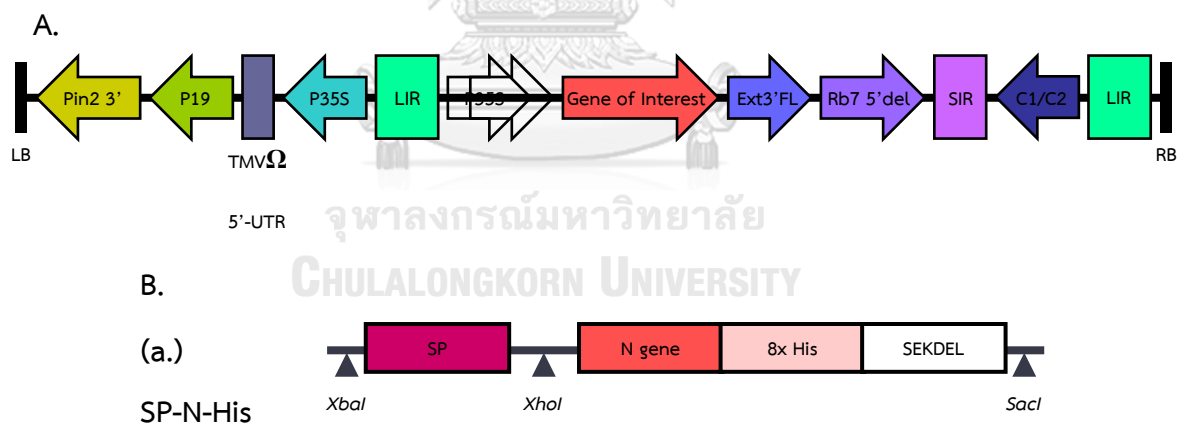 A.
Pin2 3' P19 P35S LIR P35S Gene of Interest Ext3'FL Rb7 5'del SIR C1/C2 LIR
LB TMVΩ RB
5'-UTR
จุฬาลงกรณ์มหาวิทยาลัย
CHULALONGKORN UNIVERSITY
B.
(a.) SP N gene 8x His SEKDEL
XbaI XhoI SacI
SP-N-His